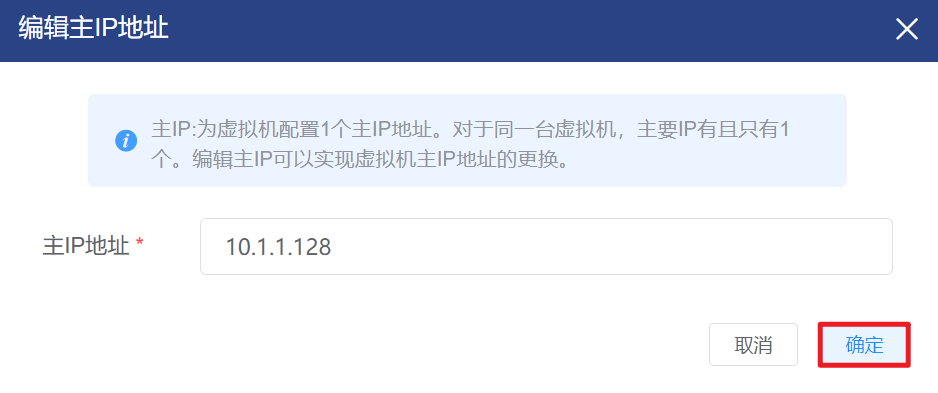 编辑主IP地址
主IP:为虚拟机配置1个主IP地址。对于同一台虚拟机，主要IP有且只有1
个。编辑主IP可以实现虚拟机主IP地址的更换。
主IP地址 *
10.1.1.128
取消
确定